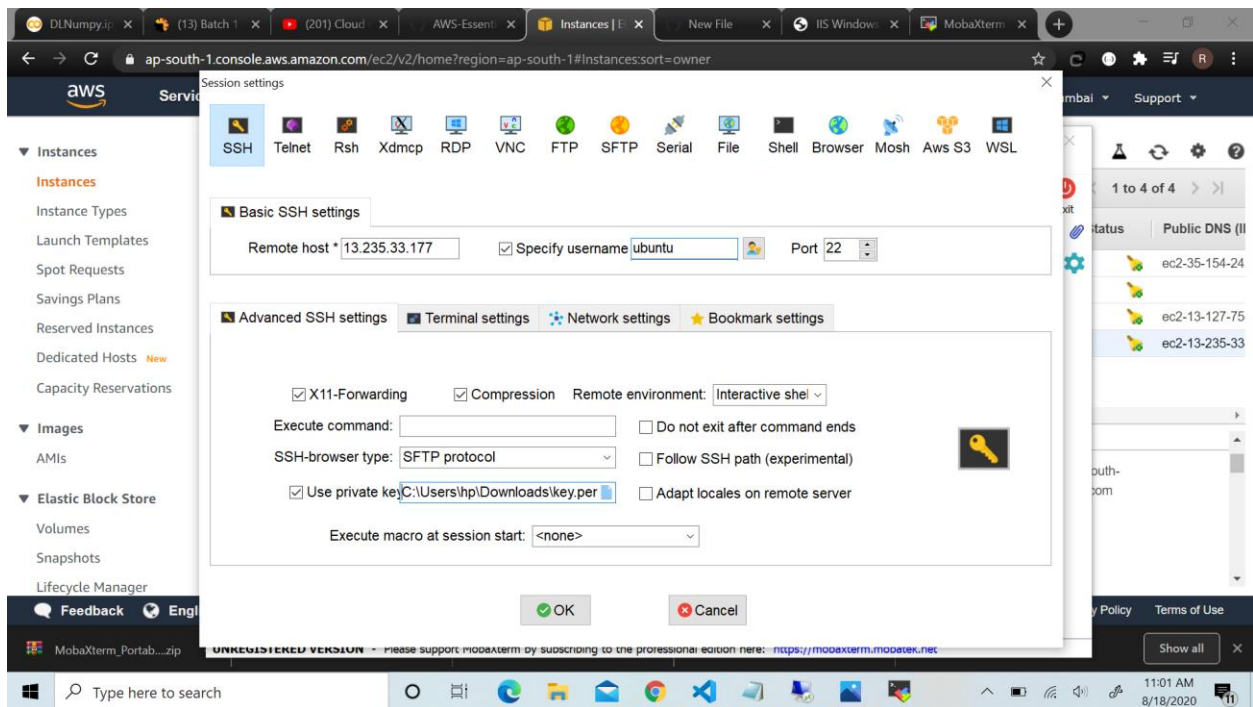 DLNumpy.ip
(13) Batch 1
(201) Cloud
AWS-Essent
Instances | E
New File
IIS Window
MobaXterm
ap-south-1.console.aws.amazon.com/ec2/v2/home?region=ap-south-1#Instances:sort=owner
R
aws
Servic
mbai
Support
Session settings
SSH Telnet Rsh Xdmcp RDP VNC FTP SFTP Serial File Shell Browser Mosh Aws S3 WSL
Basic SSH settings
Remote host * 13.235.33.177 Specify username ubuntu Port 22
Advanced SSH settings Terminal settings Network settings Bookmark settings
X11-Forwarding Compression Remote environment: Interactive shel
Execute command: Do not exit after command ends
SSH-browser type: SFTP protocol Follow SSH path (experimental)
Use private key C:\Users\hp\Downloads\key.per Adapt locales on remote server
Execute macro at session start: <none>
OK Cancel
Instances
Instances
Instance Types
Launch Templates
Spot Requests
Savings Plans
Reserved Instances
Dedicated Hosts New
Capacity Reservations
Images
AMIs
Elastic Block Store
Volumes
Snapshots
Lifecycle Manager
1 to 4 of 4
xit
Status Public DNS (I
ec2-35-154-24
ec2-13-127-75
ec2-13-235-33
outh-
com
Feedback Engl
y Policy Terms of Use
MobaXterm_Portab....zip
UNREGISTERED VERSION - Please support MobaXterm by subscribing to the professional edition here: https://mobaxterm.mobatek.net
Show all
Type here to search
11:01 AM
8/18/2020
11